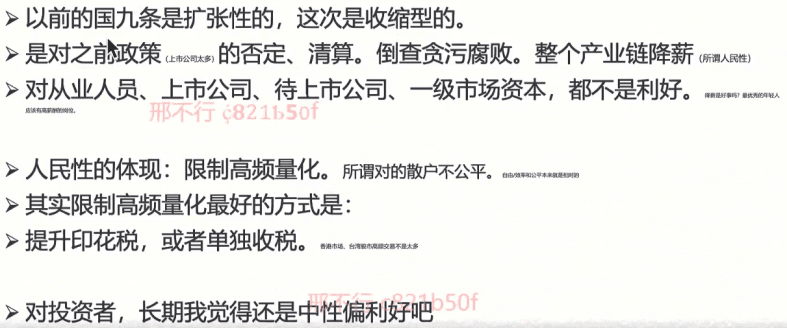 ➤ 以前的国九条是扩张性的，这次是收缩型的。
➤ 是对之前政策（上市公司太多）的否定、清算。倒查贪污腐败。整个产业链降薪（所谓人民性）
➤ 对从业人员、上市公司、待上市公司、一级市场资本，都不是利好。降薪是好事吗？最优秀的年轻人
应该有高薪酬的岗位。
邢不行 821b50f
➤ 人民性的体现：限制高频量化。所谓对的散户不公平。自由/效率和公平本来就是相对的
➤ 其实限制高频量化最好的方式是：
➤ 提升印花税，或者单独收税。香港市场、台湾股市高频交易不是太多
邢不行 c821b50f
➤ 对投资者，长期我觉得还是中性偏利好吧